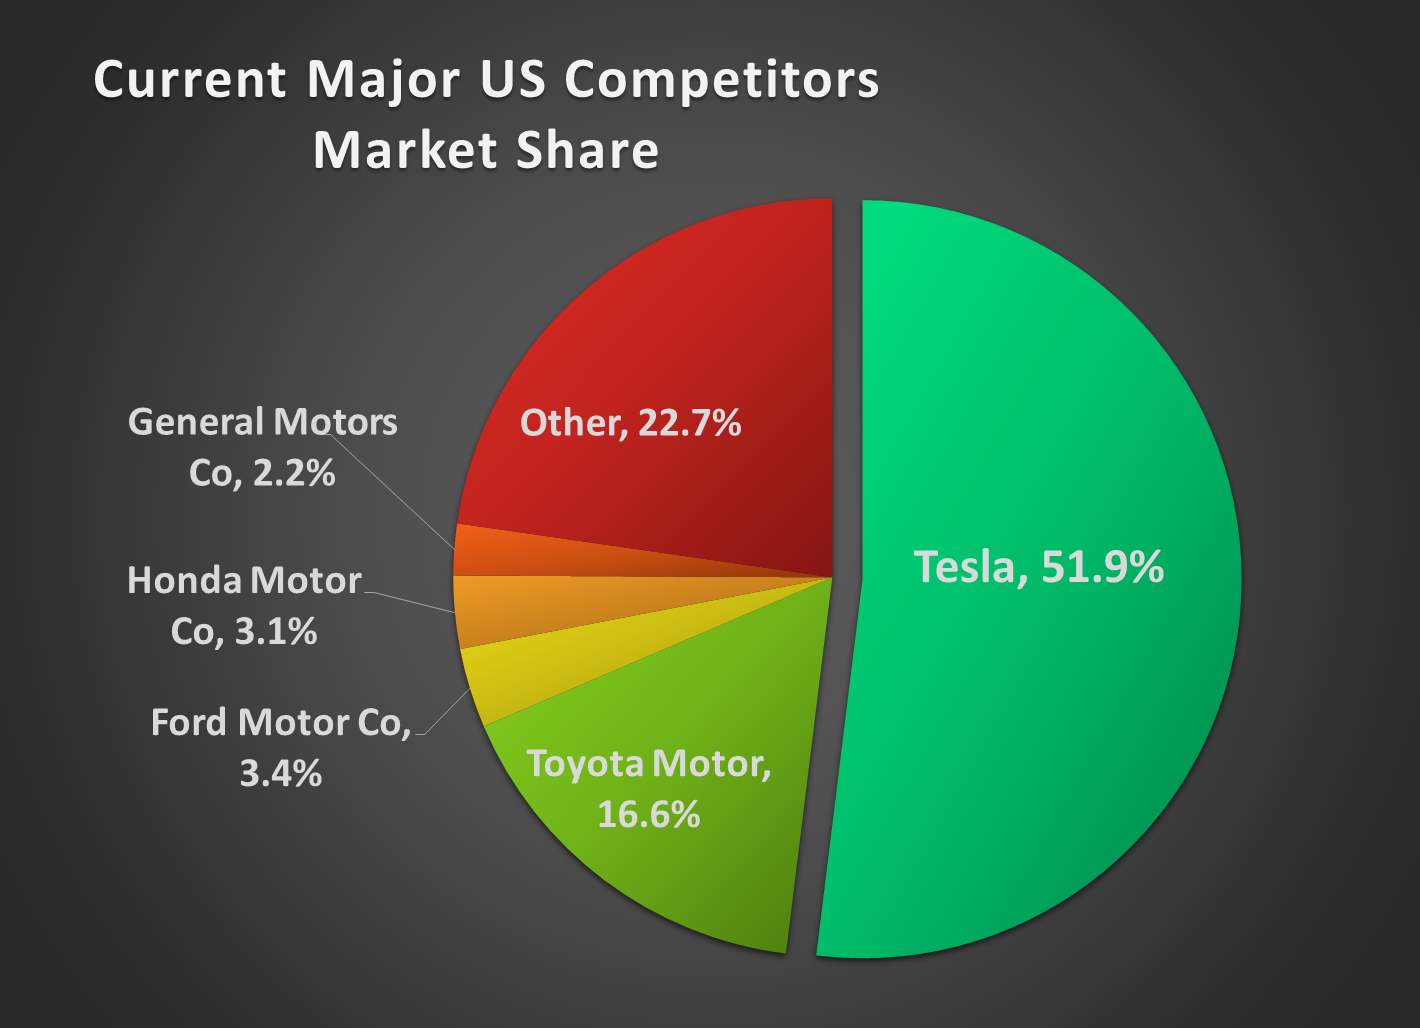 Current Major US Competitors
Market Share
General Motors
Co, 2.2%
Other, 22.7%
Honda Motor
Co, 3.1%
Tesla, 51.9%
Ford Motor Co,
3.4%
Toyota Motor,
16.6%